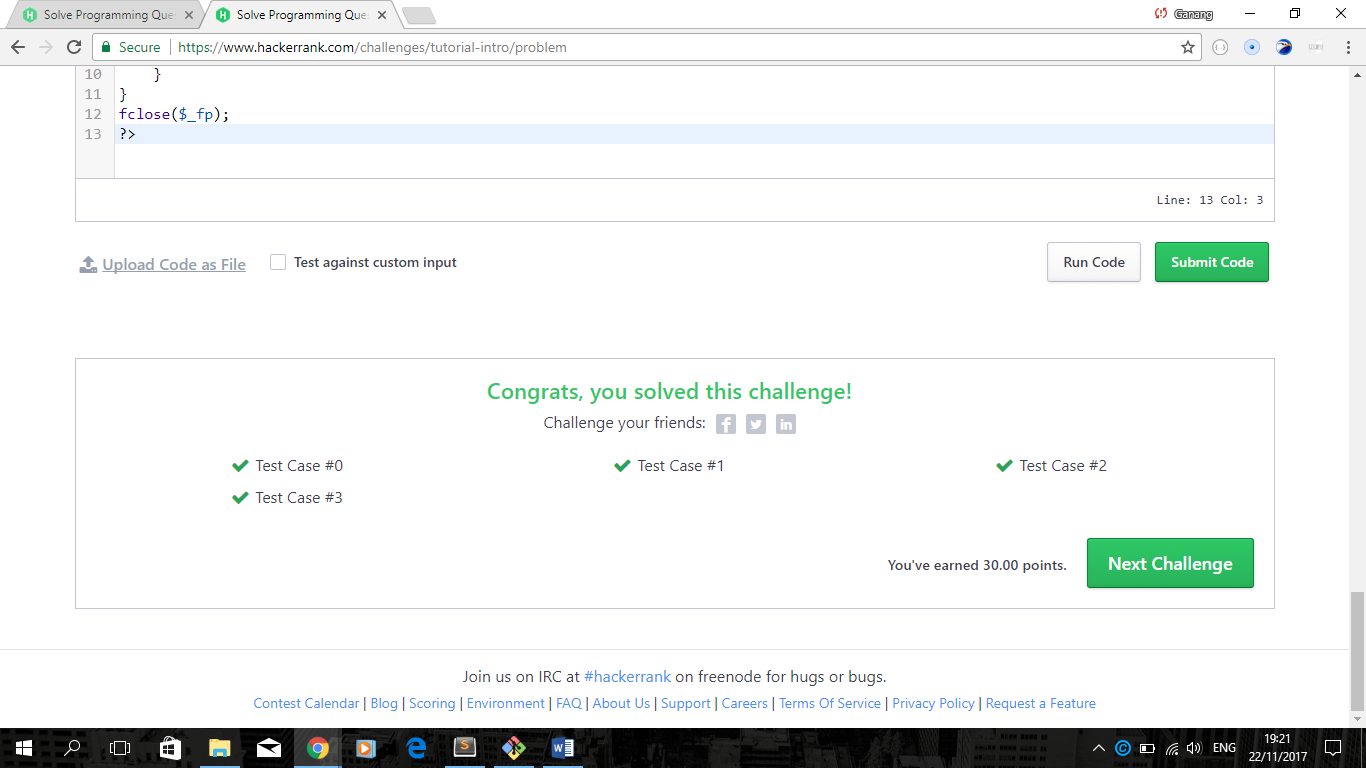 Solve Programming Que
Solve Programming Que
Ganang
Secure
https://www.hackerrank.com/challenges/tutorial-intro/problem
10 }
11 }
12 fclose($_fp);
13 ?>
Line: 13 Col: 3
Upload Code as File
Test against custom input
Run Code
Submit Code
Congrats, you solved this challenge!
Challenge your friends:
Test Case #0
Test Case #1
Test Case #2
Test Case #3
You've earned 30.00 points.
Next Challenge
Join us on IRC at #hackerrank on freenode for hugs or bugs.
Contest Calendar | Blog | Scoring | Environment | FAQ | About Us | Support | Careers | Terms Of Service | Privacy Policy | Request a Feature
ENG
19:21
22/11/2017